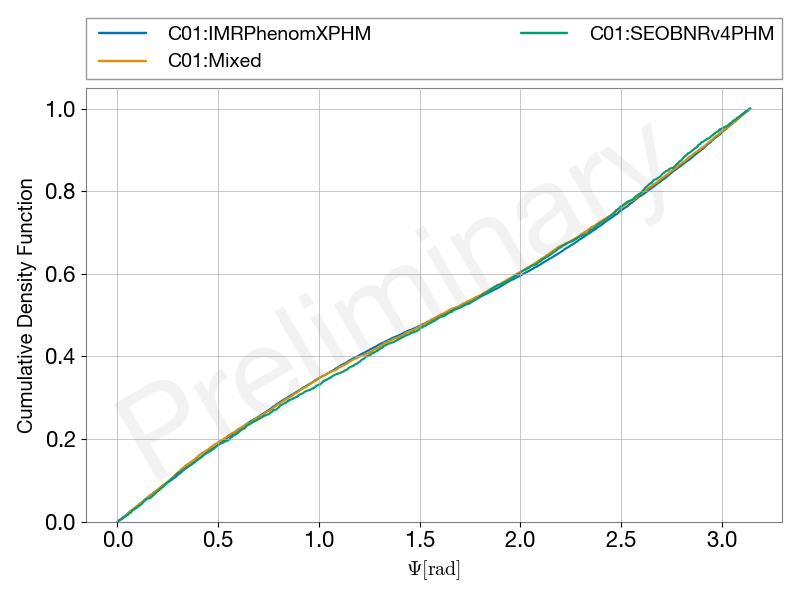 C01:IMRPhenomXPHM
C01:Mixed
C01:SEOBNRv4PHM
Preliminary
Cumulative Density Function
1.0
0.8
0.6
0.4
0.2
0.0
0.0 0.5 1.0 1.5 2.0 2.5 3.0
Ψ[rad]